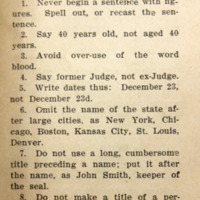 1. Never begin a sentence with fig-
ures. Spell out, or recast the sen-
tence.
2. Say 40 years old, not aged 40
years.
3. Avoid over-use of the word
blood.
4. Say former Judge, not ex-Judge.
5. Write dates thus: December 23,
not December 23d.
6. Omit the name of the state af-
ter large cities, as New York, Chi-
cago, Boston, Kansas City, St. Louis,
Denver.
7. Do not use a long, cumbersome
title preceding a name; put it after
the name, as John Smith, keeper of
the seal.
8. Do not make a title of a per-